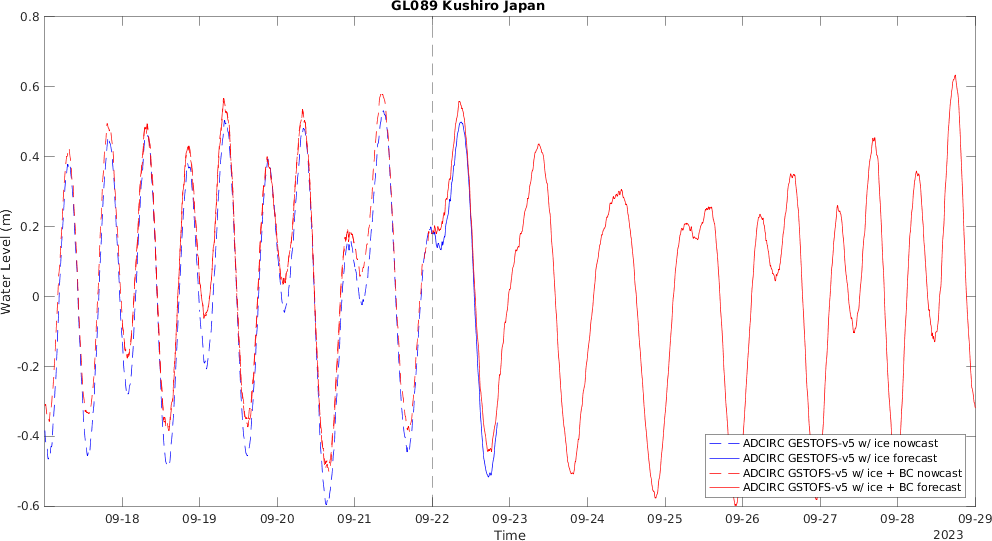 GL089 Kushiro Japan
0.8
0.6
0.4
0.2
0
-0.2
-0.4
-0.6
Water Level (m)
ADCIRC GESTOFS-v5 w/ ice nowcast
ADCIRC GESTOFS-v5 w/ ice forecast
ADCIRC GSTOFS-v5 w/ ice + BC nowcast
ADCIRC GSTOFS-v5 w/ ice + BC forecast
09-18 09-19 09-20 09-21 09-22 09-23 09-24 09-25 09-26 09-27 09-28 09-29
Time
2023